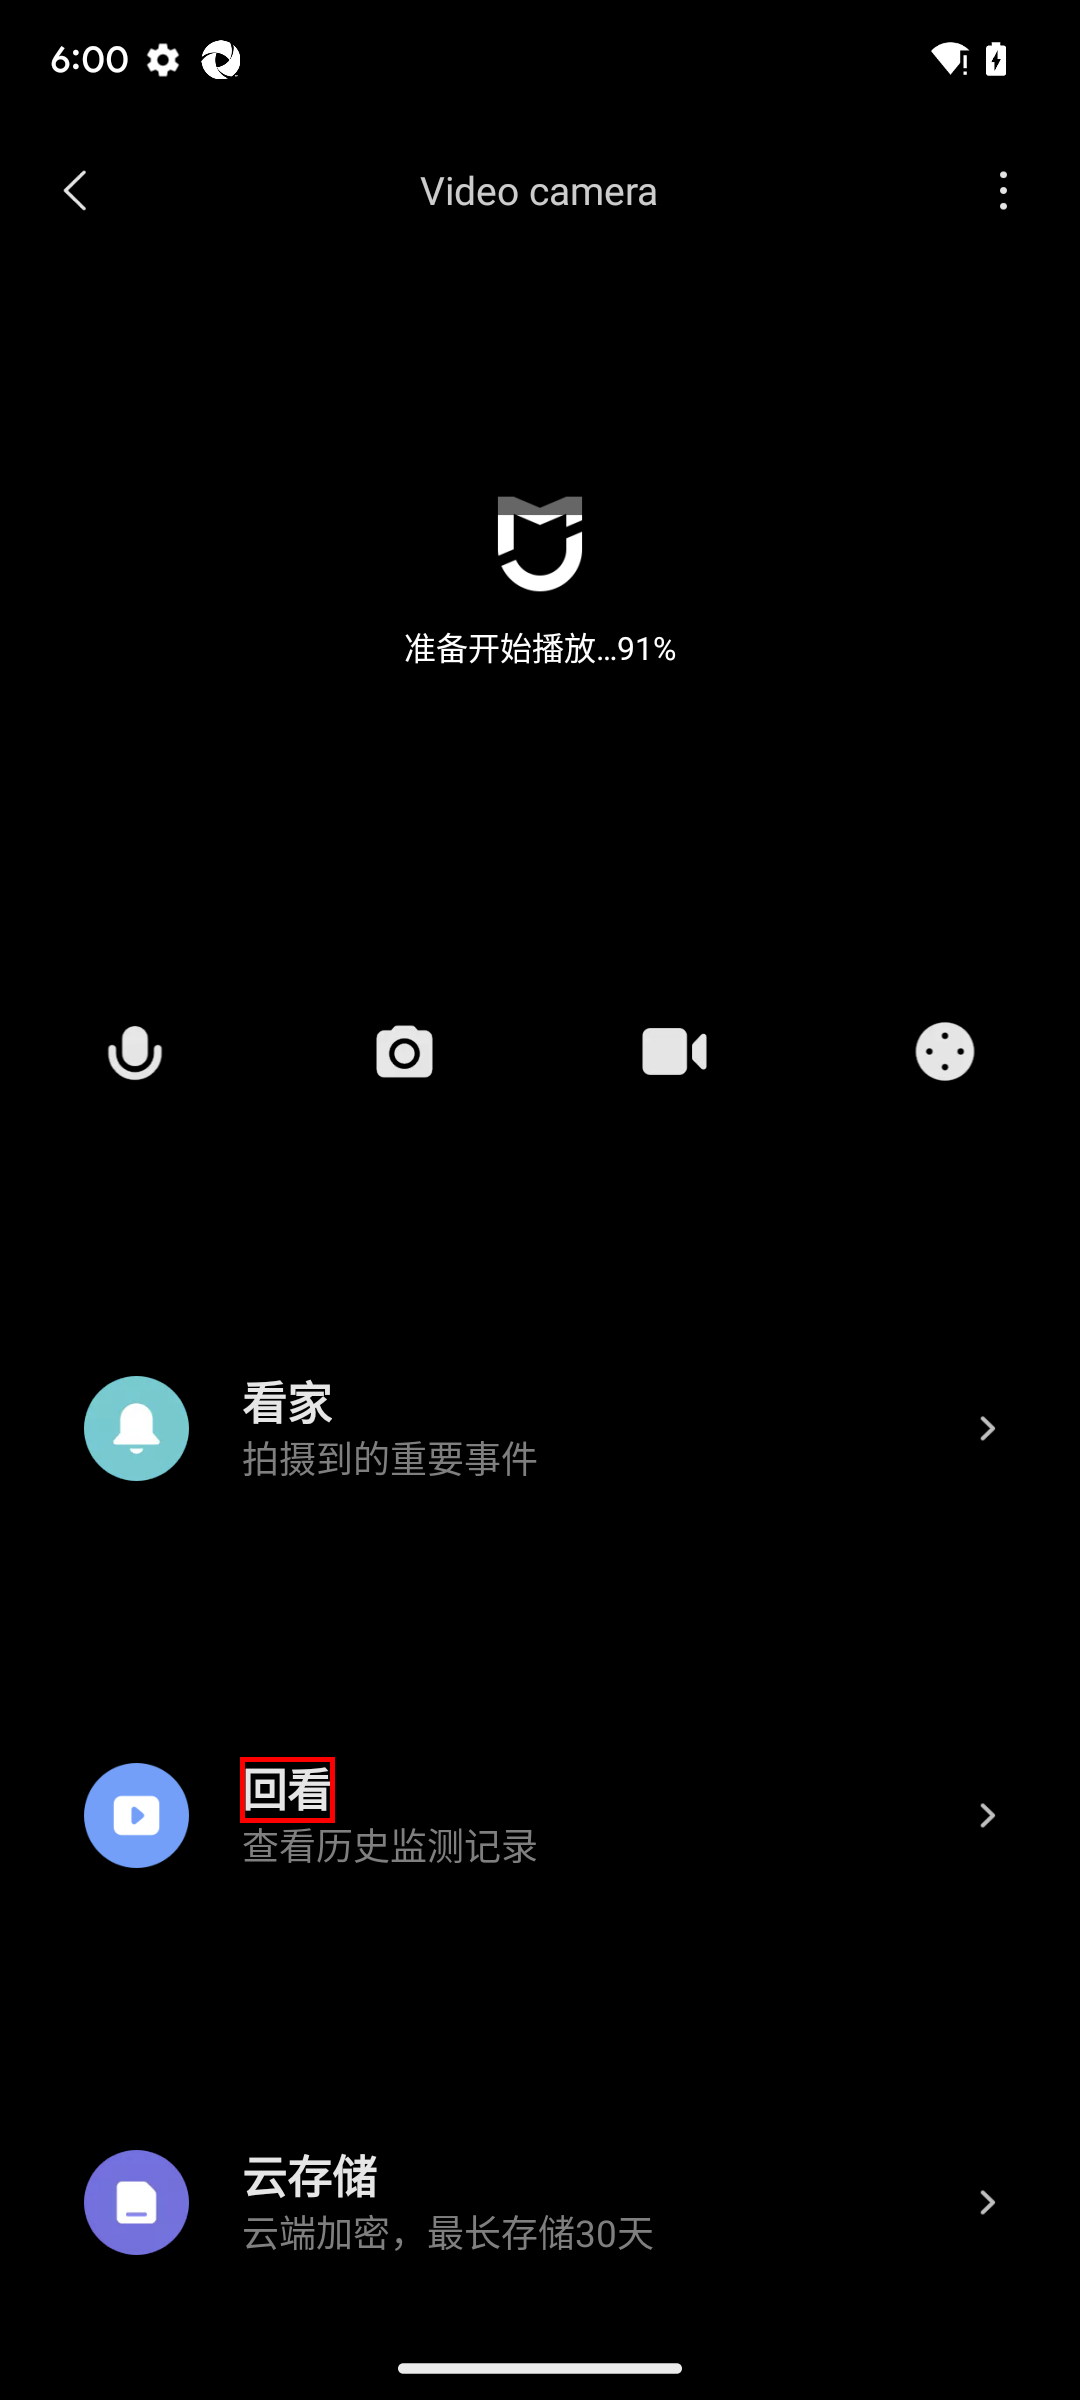 6:00
Video camera
准备开始播放...91%
看家
拍摄到的重要事件
回看
查看历史监测记录
云存储
云端加密，最长存储30天